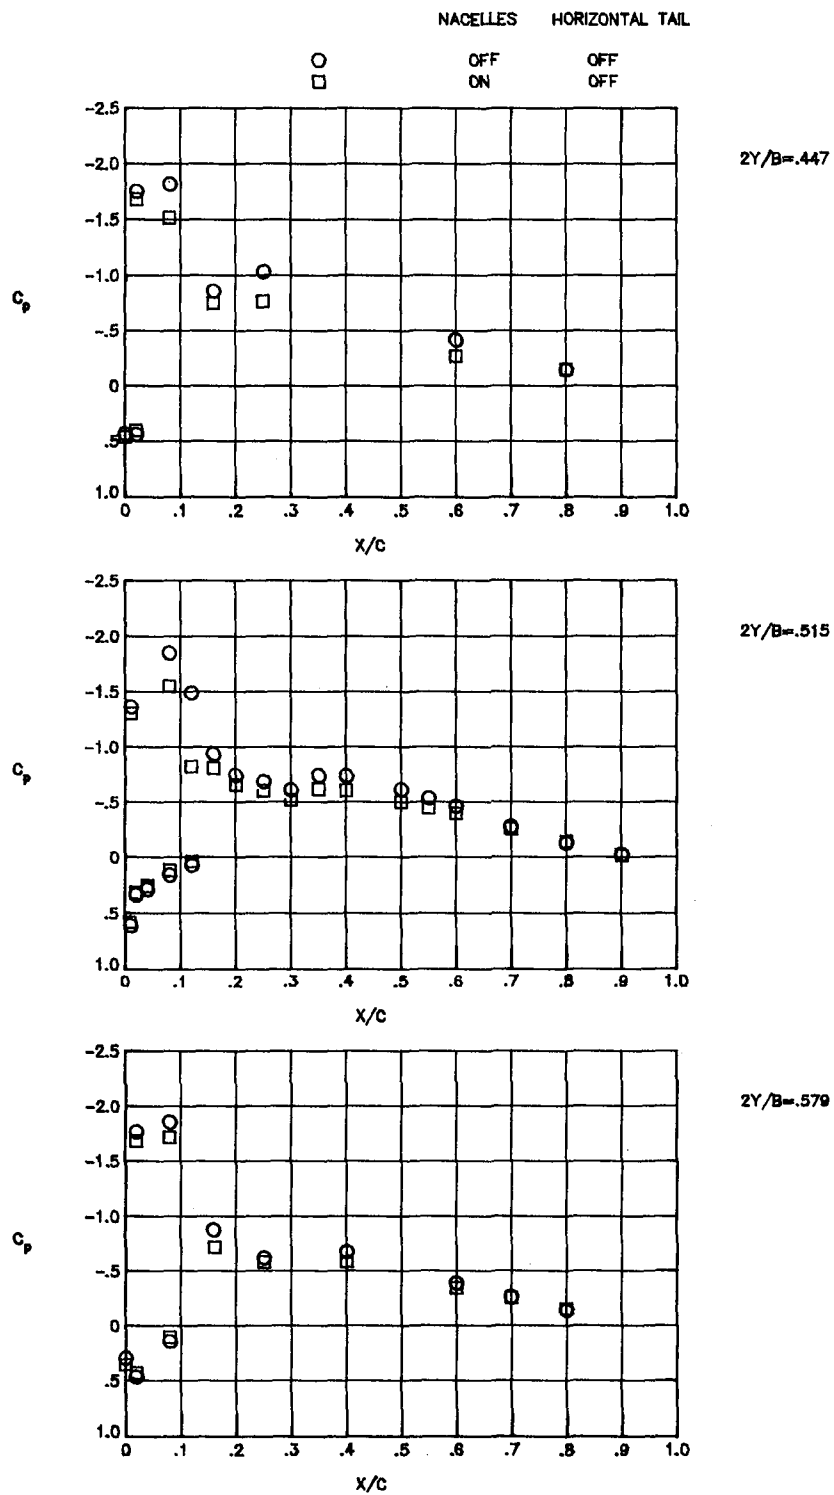 NACELLES HORIZONTAL TAIL
OFF OFF
ON OFF
-2.5
-2.0
-1.5
-1.0
-.5
0
.5
1.0
Cp
2Y/B=.447
0 .1 .2 .3 .4 .5 .6 .7 .8 .9 1.0
X/C
-2.5
-2.0
-1.5
-1.0
-.5
0
.5
1.0
Cp
2Y/B=.515
0 .1 .2 .3 .4 .5 .6 .7 .8 .9 1.0
X/C
-2.5
-2.0
-1.5
-1.0
-.5
0
.5
1.0
Cp
2Y/B=.579
0 .1 .2 .3 .4 .5 .6 .7 .8 .9 1.0
X/C